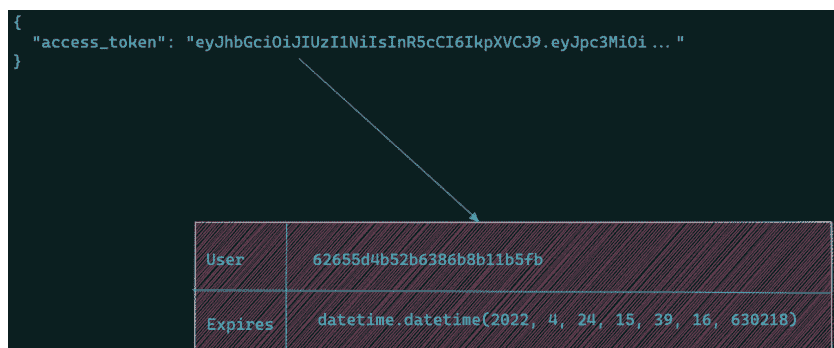 {
"access_token": "eyJhbGciOiJIUzI1NiIsInR5cCI6IkpXVCJ9.eyJpc3MiOi..."
}
User 62655d4b52b6386b8b11b5fb
Expires datetime.datetime(2022, 4, 24, 15, 39, 16, 630218)